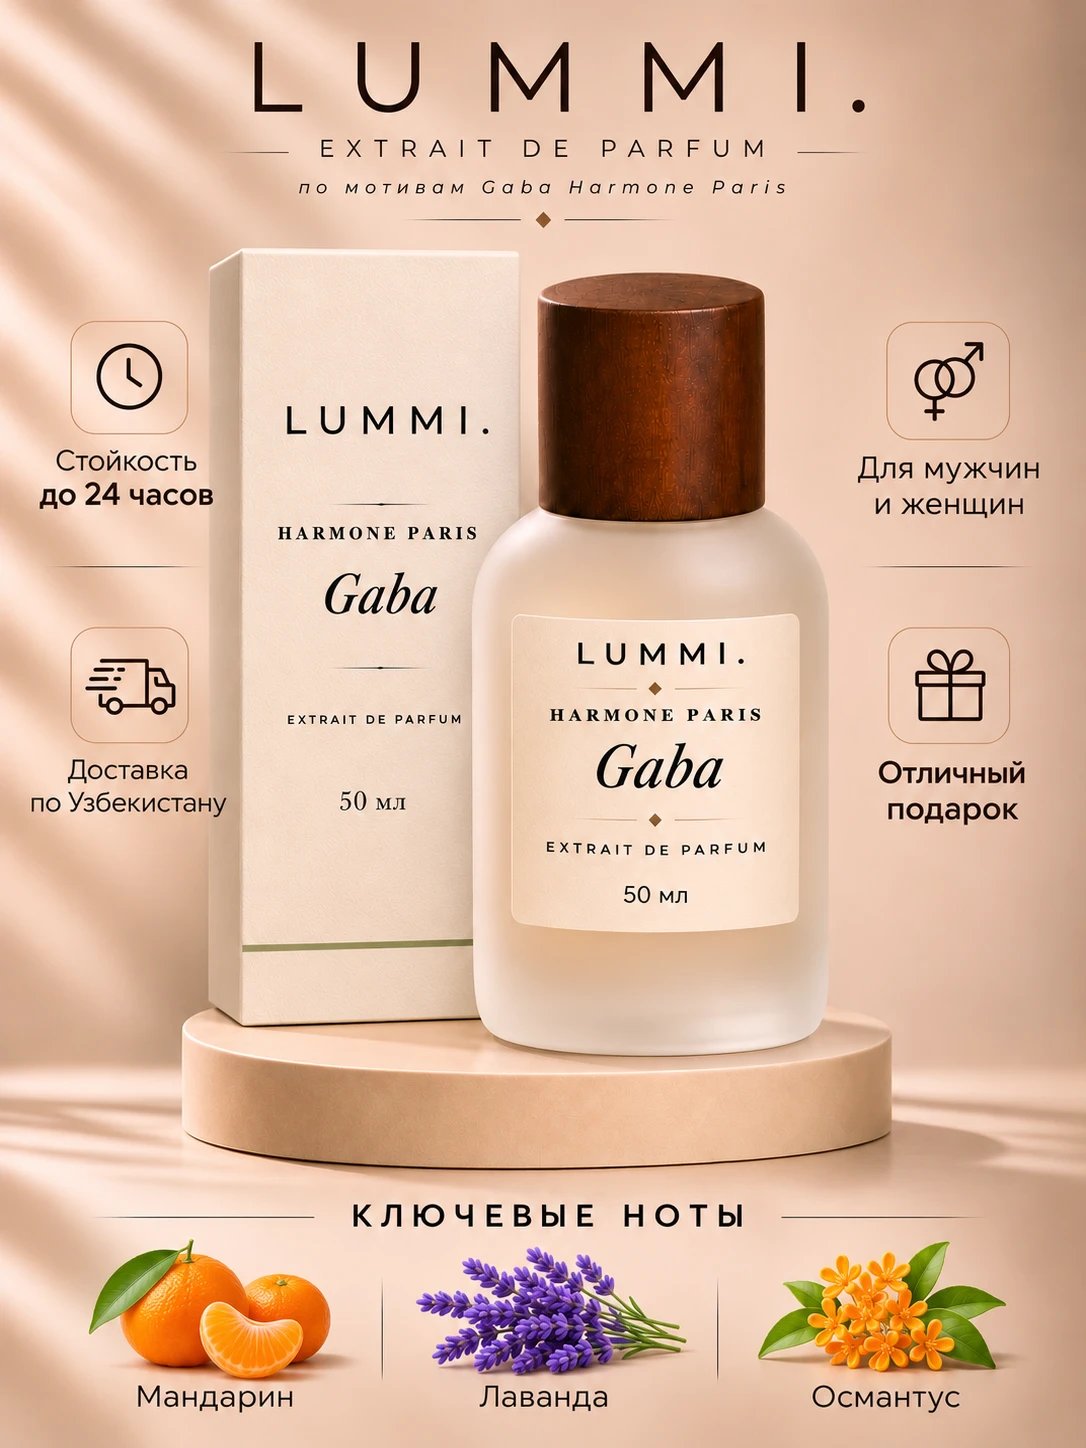 LUMMI.
EXTRAIT DE PARFUM
по мотивам Gaba Harmone Paris
Стойкость
до 24 часов
Доставка
по Узбекистану
LUMMI.
HARMONE PARIS
Gaba
EXTRAIT DE PARFUM
50 мл
LUMMI.
HARMONE PARIS
Gaba
EXTRAIT DE PARFUM
50 мл
Для мужчин
и женщин
Отличный
подарок
КЛЮЧЕВЫЕ НОТЫ
Мандарин
Лаванда
Османтус